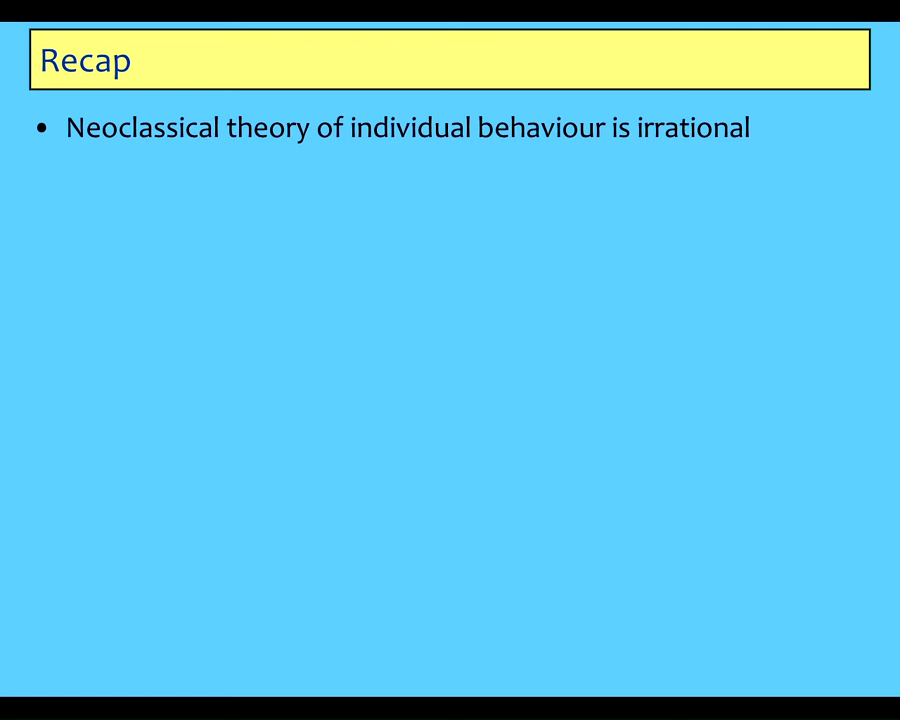 Recap
• Neoclassical theory of individual behaviour is irrational